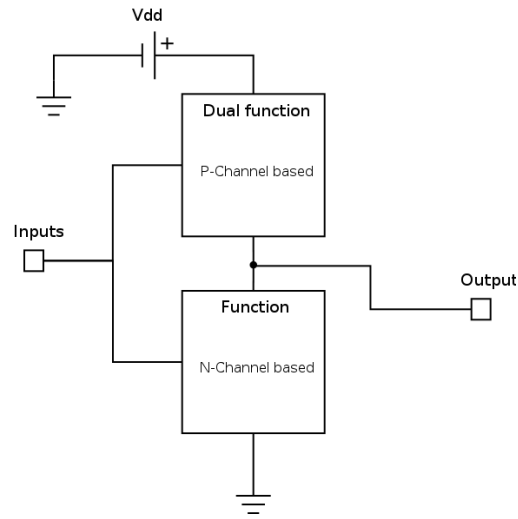 Vdd
+
Dual function
P-Channel based
Inputs
Output
Function
N-Channel based